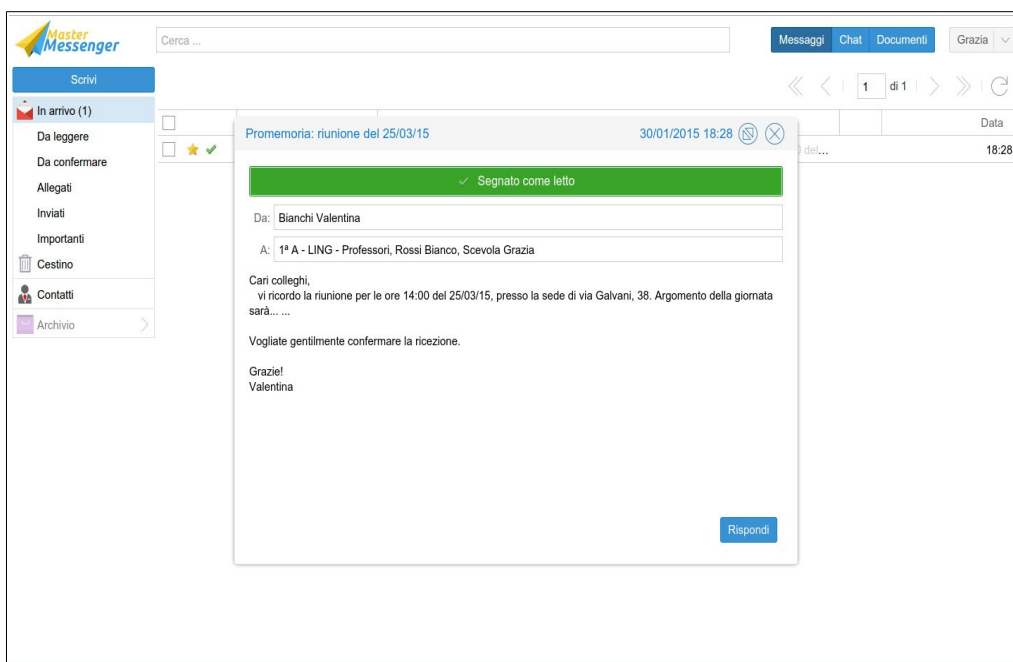 Master
Messenger
Cerca ...
Messaggi Chat Documenti
Grazia
Scrivi
1 di 1
In arrivo (1)
Da leggere
Da confermare
Allegati
Inviati
Importanti
Cestino
Contatti
Archivio
Data
del... 18:28
Promemoria: riunione del 25/03/15 30/01/2015 18:28
Segnato come letto
Da: Bianchi Valentina
A: 1ª A - LING - Professori, Rossi Bianco, Scevola Grazia
Cari colleghi,
vi ricordo la riunione per le ore 14:00 del 25/03/15, presso la sede di via Galvani, 38. Argomento della giornata
sarà... ...
Vogliate gentilmente confermare la ricezione.
Grazie!
Valentina
Rispondi